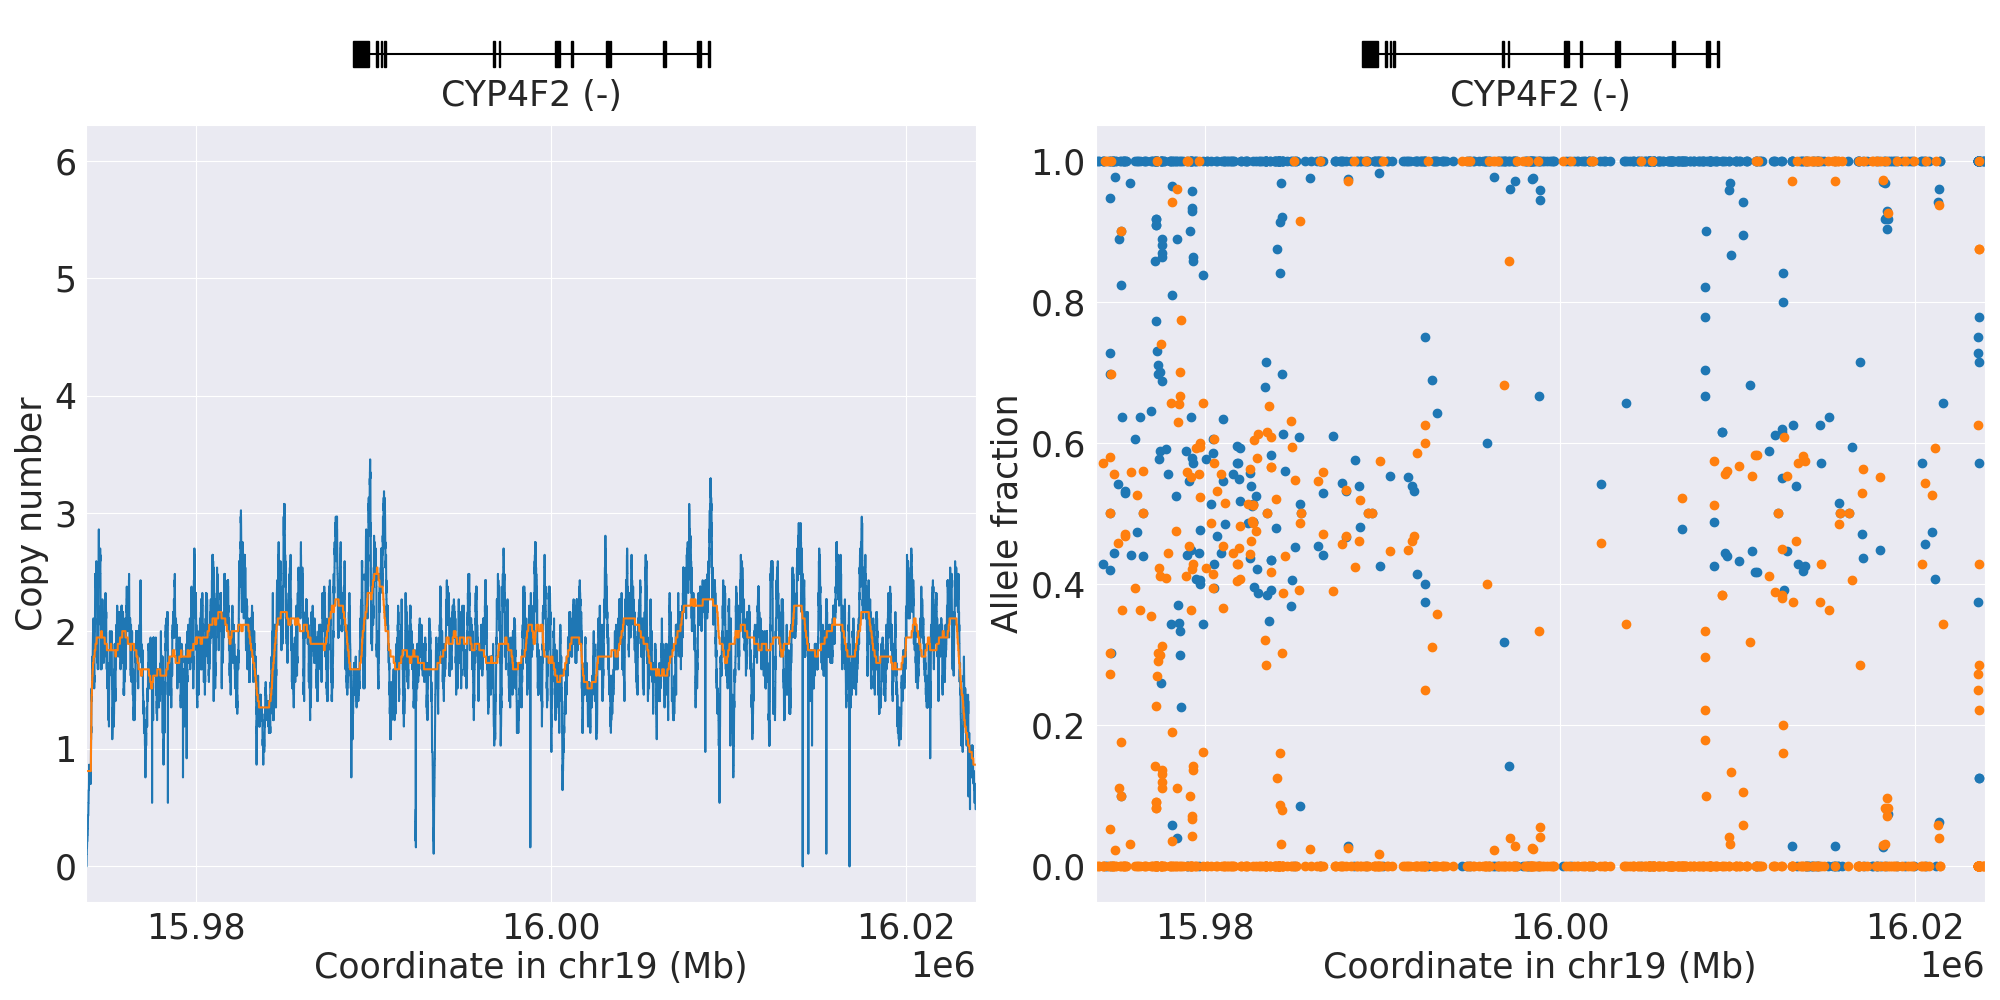 CYP4F2 (-)
6
5
4
3
2
1
0
Copy number
15.98
16.00
16.02
Coordinate in chr19 (Mb)
1e6
CYP4F2 (-)
1.0
0.8
0.6
0.4
0.2
0.0
Allele fraction
15.98
16.00
16.02
Coordinate in chr19 (Mb)
1e6